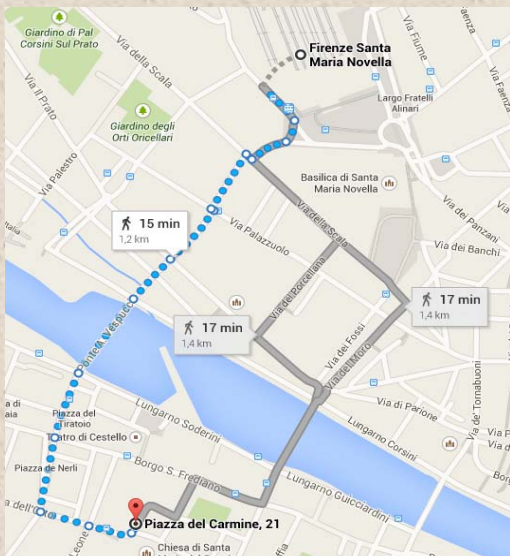 Giardino di Pal
Corsini Sul Prato
Via della Scala
Firenze Santa
Maria Novella
Via Fiume
Via Faenza
Largo Fratelli
Alinari
Via Il Prato
Giardino degli
Orti Oricellari
Via Palestro
Basilica di Santa
Maria Novella
Via dei Panzani
15 min
1,2 km
Via della Scala
Via Palazzuolo
Via dei Banchi
Italia
Via del Porcellana
17 min
1,4 km
17 min
1,4 km
Via dei Fossi
Via del Moro
Ponte a Vespucci
Via de' Tornabuoni
Via di Parione
Lungarno Corsini
Piazza del
Tiratoio
Lungarno Soderini
Teatro di Cestello
Piazza de Nerli
Borgo S. Frediano
Lungarno Guicciardini
Piazza del Carmine, 21
Leone
Chiesa di Santa